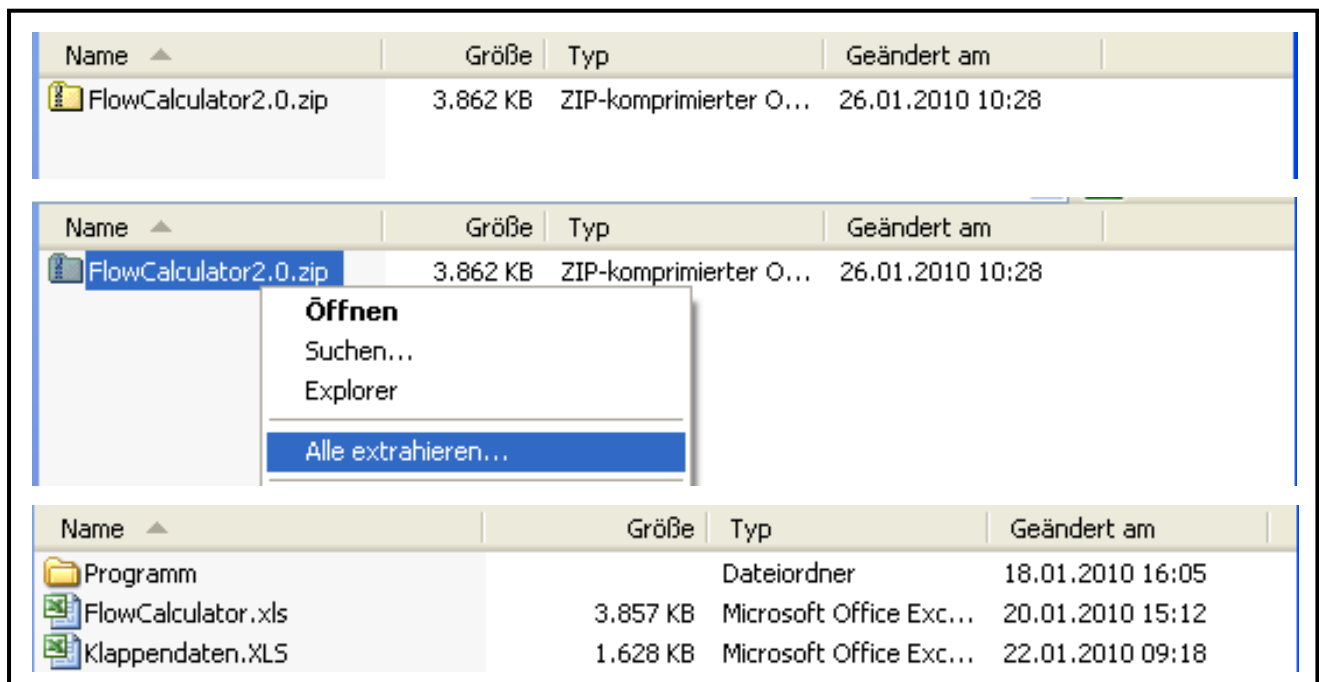 Name Größe Typ Geändert am
FlowCalculator2.0.zip 3.862 KB ZIP-komprimierter O... 26.01.2010 10:28
Name Größe Typ Geändert am
FlowCalculator2.0.zip 3.862 KB ZIP-komprimierter O... 26.01.2010 10:28
Öffnen
Suchen...
Explorer
Alle extrahieren...
Name Größe Typ Geändert am
Programm Dateiordner 18.01.2010 16:05
FlowCalculator.xls 3.857 KB Microsoft Office Exc... 20.01.2010 15:12
Klappendaten.XLS 1.628 KB Microsoft Office Exc... 22.01.2010 09:18